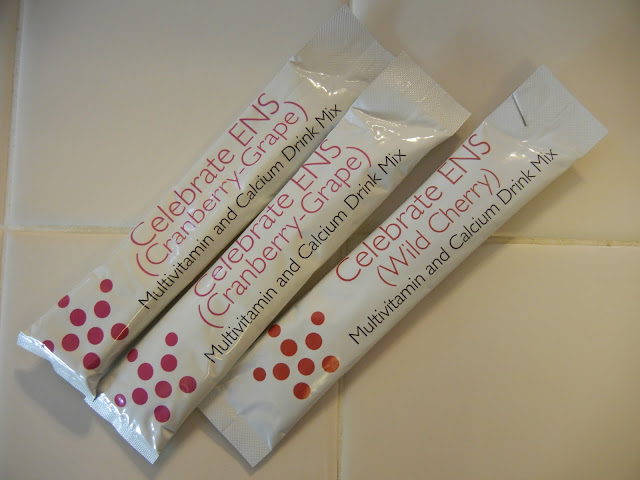 Celebrate ENS
(Cranberry-Grape)
Multivitamin and Calcium Drink Mix
Celebrate ENS
(Cranberry-Grape)
Multivitamin and Calcium Drink Mix
Celebrate ENS
(Wild Cherry)
Multivitamin and Calcium Drink Mix